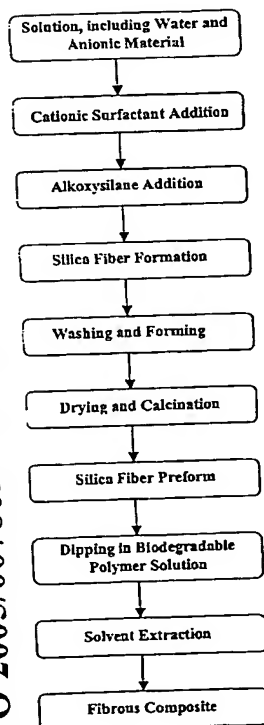 Solution, including Water and
Anionic Material
Cationic Surfactant Addition
Alkoxysilane Addition
Silica Fiber Formation
Washing and Forming
Drying and Calcination
Silica Fiber Preform
Dipping in Biodegradable
Polymer Solution
Solvent Extraction
Fibrous Composite